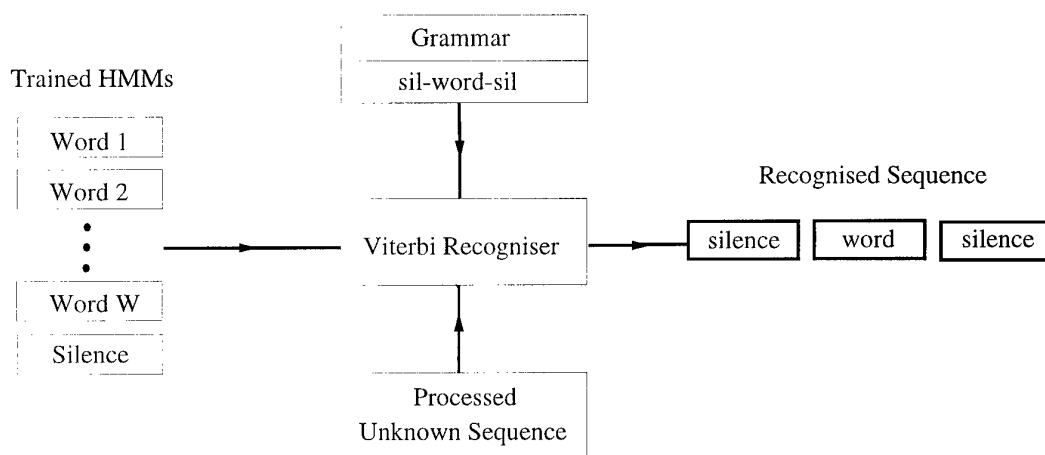 Grammar
sil-word-sil
Trained HMMs
Word 1
Word 2
Word W
Silence
Viterbi Recogniser
Recognised Sequence
silence word silence
Processed
Unknown Sequence